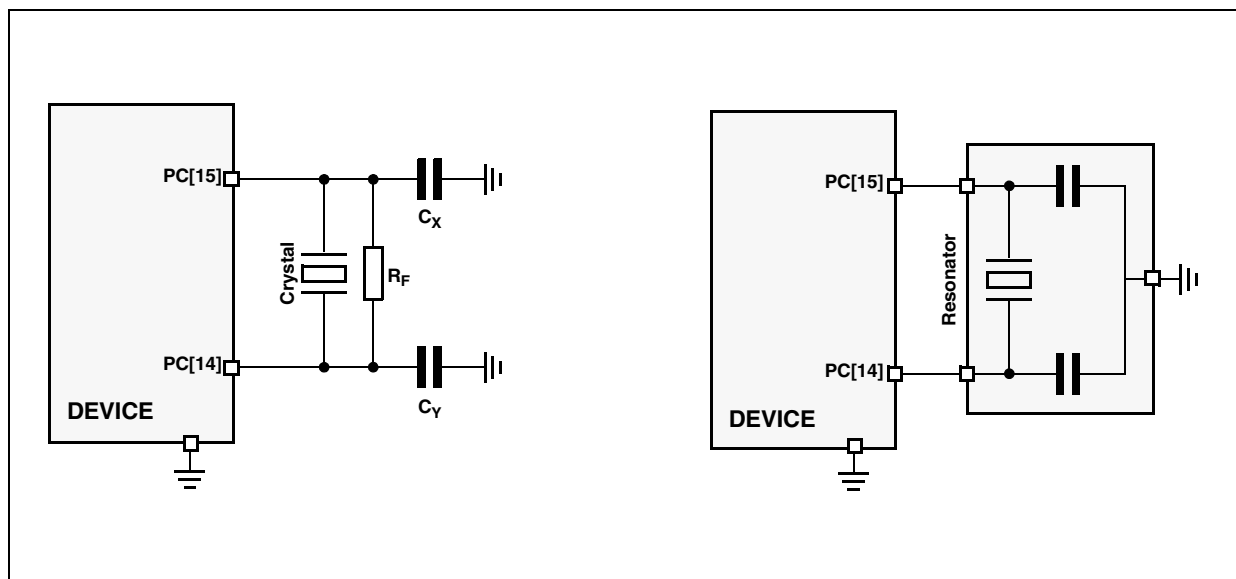 PC[15]
C_X
Crystal
R_F
PC[14]
C_Y
DEVICE
PC[15]
Resonator
PC[14]
DEVICE